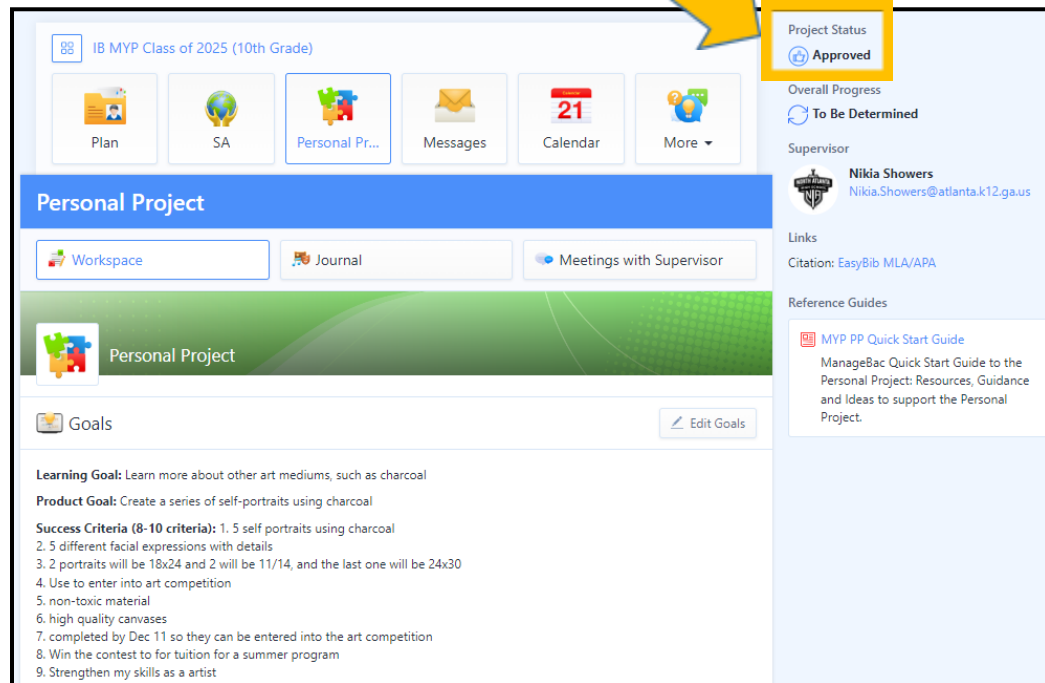 IB MYP Class of 2025 (10th Grade)
Plan
SA
Personal Pr...
Messages
Calendar
21
Calendar
More
Personal Project
Workspace
Journal
Meetings with Supervisor
Personal Project
Goals
Edit Goals
Learning Goal: Learn more about other art mediums, such as charcoal
Product Goal: Create a series of self-portraits using charcoal
Success Criteria (8-10 criteria): 1. 5 self portraits using charcoal
2. 5 different facial expressions with details
3. 2 portraits will be 18x24 and 2 will be 11/14, and the last one will be 24x30
4. Use to enter into art competition
5. non-toxic material
6. high quality canvases
7. completed by Dec 11 so they can be entered into the art competition
8. Win the contest to for tuition for a summer program
9. Strengthen my skills as a artist
Project Status
Approved
Overall Progress
To Be Determined
Supervisor
NORTH ATLANTA
Nikia Showers
Nikia.Showers@atlanta.k12.ga.us
Links
Citation: EasyBib MLA/APA
Reference Guides
MYP PP Quick Start Guide
ManageBac Quick Start Guide to the
Personal Project: Resources, Guidance
and Ideas to support the Personal
Project.